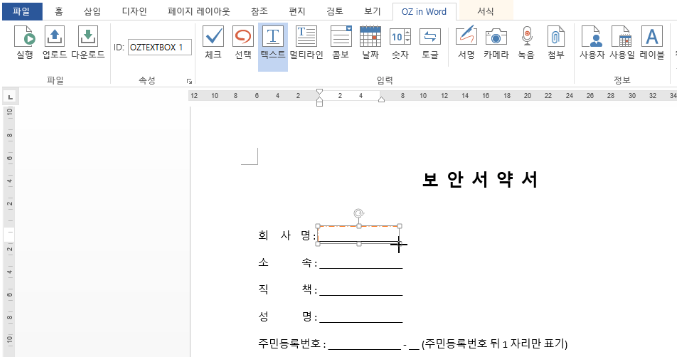 파일 홈 삽입 디자인 페이지 레이아웃 참조 편지 검토 보기 OZ in Word 서식
ID: OZTEXTBOX 1
실행 업로드 다운로드 체크 선택 텍스트 멀티라인 콤보 날짜 숫자 토글 서명 카메라 녹음 첨부 사용자 사용일 레이블
파일 속성 입력 정보
12 10 8 6 4 2 2 4 8 10 12 14 16 18 20 22 24 26 28 30 32 34
보 안 서 약 서
회 사 명 :
소 속 :
직 책 :
성 명 :
주민등록번호 : - (주민등록번호 뒤 1 자리만 표기)